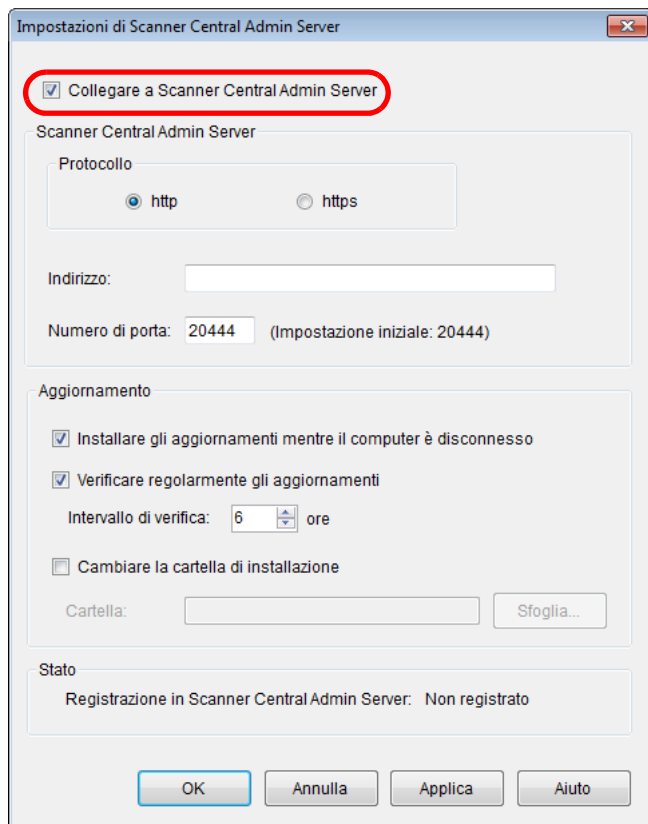 Impostazioni di Scanner Central Admin Server
Collegare a Scanner Central Admin Server
Scanner Central Admin Server
Protocollo
http https
Indirizzo:
Numero di porta: 20444 (Impostazione iniziale: 20444)
Aggiornamento
Installare gli aggiornamenti mentre il computer è disconnesso
Verificare regolarmente gli aggiornamenti
Intervallo di verifica: 6 ore
Cambiare la cartella di installazione
Cartella: Sfoglia...
Stato
Registrazione in Scanner Central Admin Server: Non registrato
OK Annulla Applica Aiuto